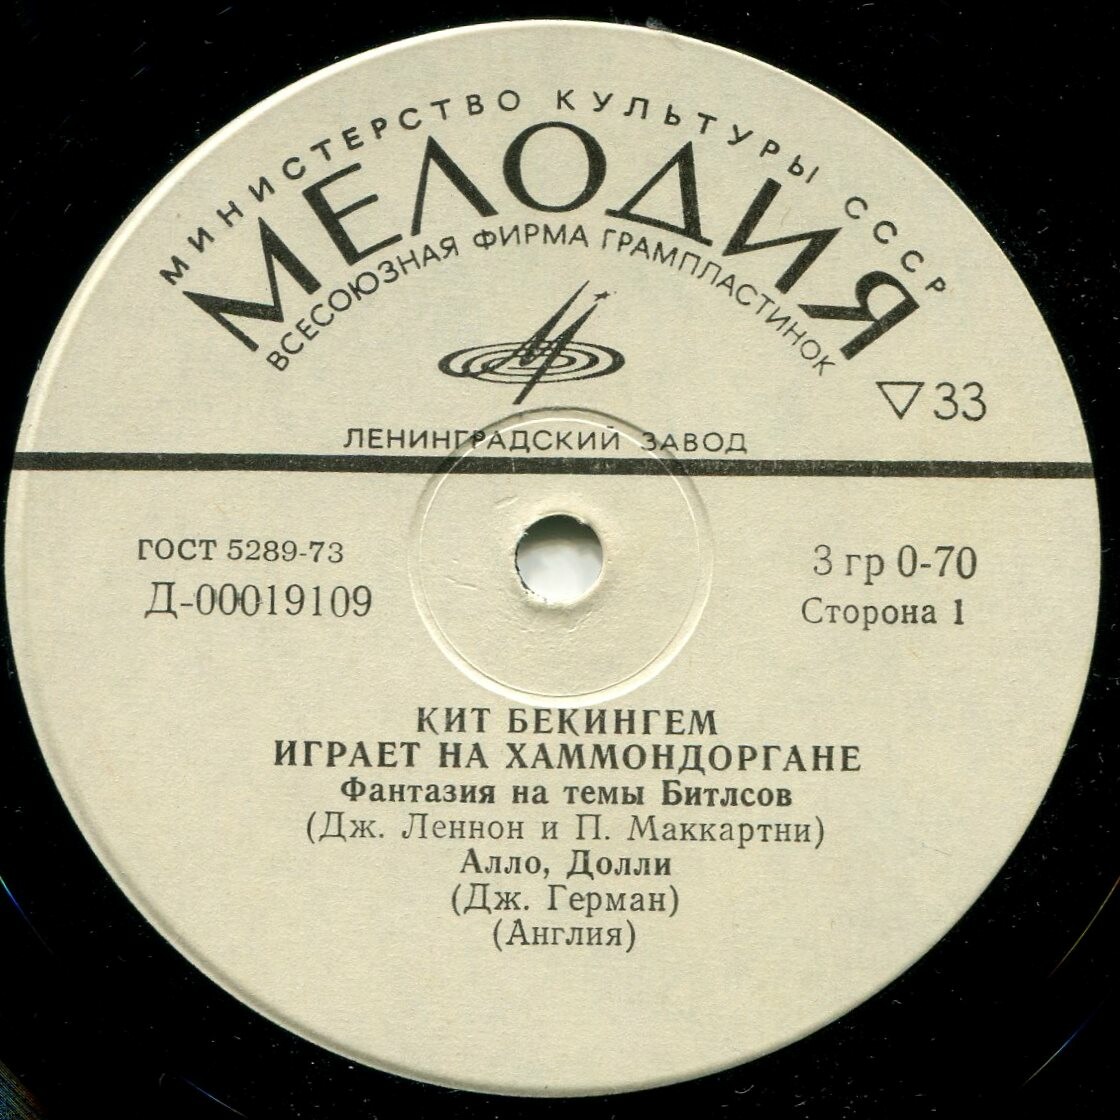 МИНИСТЕРСТВО КУЛЬТУРЫ СССР
МЕЛОДИЯ
ВСЕСОЮЗНАЯ ФИРМА ГРАМПЛАСТИНОК
33
ЛЕНИНГРАДСКИЙ ЗАВОД
ГОСТ 5289-73
Д-00019109
3 гр 0-70
Сторона 1
КИТ БЕКИНГЕМ
ИГРАЕТ НА ХАММОНДОРГАНЕ
Фантазия на темы Битлсов
(Дж. Леннон и П. Маккартни)
Алло, Долли
(Дж. Герман)
(Англия)